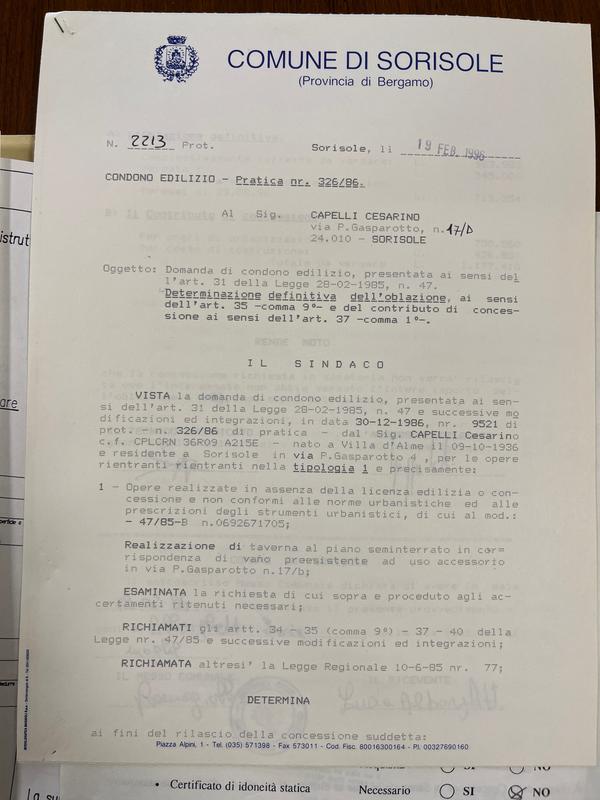 COMUNE DI SORISOLE
(Provincia di Bergamo)
N. 2213 Prot. Sorisole, lì 19 FEB. 1996
CONDONO EDILIZIO - Pratica nr. 326/86.
Al Sig. CAPELLI CESARINO
via P.Gasparotto, n.17/D
24.010 - SORISOLE
Oggetto: Domanda di condono edilizio, presentata ai sensi del
l'art. 31 della Legge 28-02-1985, n. 47.
Determinazione definitiva dell'oblazione, ai sensi
dell'art. 35 -comma 9°- e del contributo di conces-
sione ai sensi dell'art. 37 -comma 1°-.
IL SINDACO
VISTA la domanda di condono edilizio, presentata ai sen-
si dell'art. 31 della Legge 28-02-1985, n. 47 e successive mo
dificazioni ed integrazioni, in data 30-12-1986, nr. 9521 di
prot. - n. 326/86 di pratica - dal Sig. CAPELLI Cesarino
c.f. CPLCRN 36R09 A215E - nato a Villa d'Alme il 09-10-1936
e residente a Sorisole in via P.Gasparotto 4 , per le opere
rientranti rientranti nella tipologia 1 e precisamente:
1 - Opere realizzate in assenza della licenza edilizia o con-
cessione e non conformi alle norme urbanistiche ed alle
prescrizioni degli strumenti urbanistici, di cui al mod.:
- 47/85-B n.0692671705;
Realizzazione di taverna al piano seminterrato in cor=
rispondenza di vano preesistente ad uso accessorio
in via P.Gasparotto n.17/b;
ESAMINATA la richiesta di cui sopra e proceduto agli ac-
certamenti ritenuti necessari;
RICHIAMATI gli artt. 34 - 35 (comma 9°) - 37 - 40 della
Legge nr. 47/85 e successive modificazioni ed integrazioni;
RICHIAMATA altresi' la Legge Regionale 10-6-85 nr. 77;
DETERMINA
ai fini del rilascio della concessione suddetta:
Piazza Alpini, 1 - Tel. (035) 571398 - Fax 573011 - Cod. Fisc. 80016300164 - P.I. 00327690160
istrut
are
• Certificato di idoneità statica Necessario SI NO